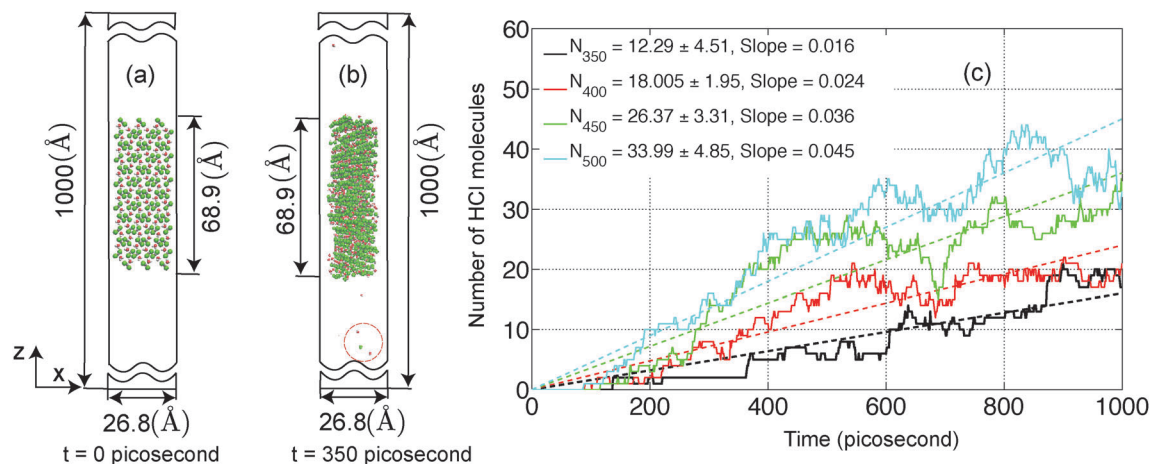 (a)
1000 (Å)
68.9 (Å)
Z
X
26.8(Å)
t = 0 picosecond
(b)
68.9 (Å)
1000 (Å)
26.8(Å)
t = 350 picosecond
(c)
N350 = 12.29 ± 4.51, Slope = 0.016
N400 = 18.005 ± 1.95, Slope = 0.024
N450 = 26.37 ± 3.31, Slope = 0.036
N500 = 33.99 ± 4.85, Slope = 0.045
Number of HCl molecules
60
50
40
30
20
10
0
0 200 400 600 800 1000
Time (picosecond)